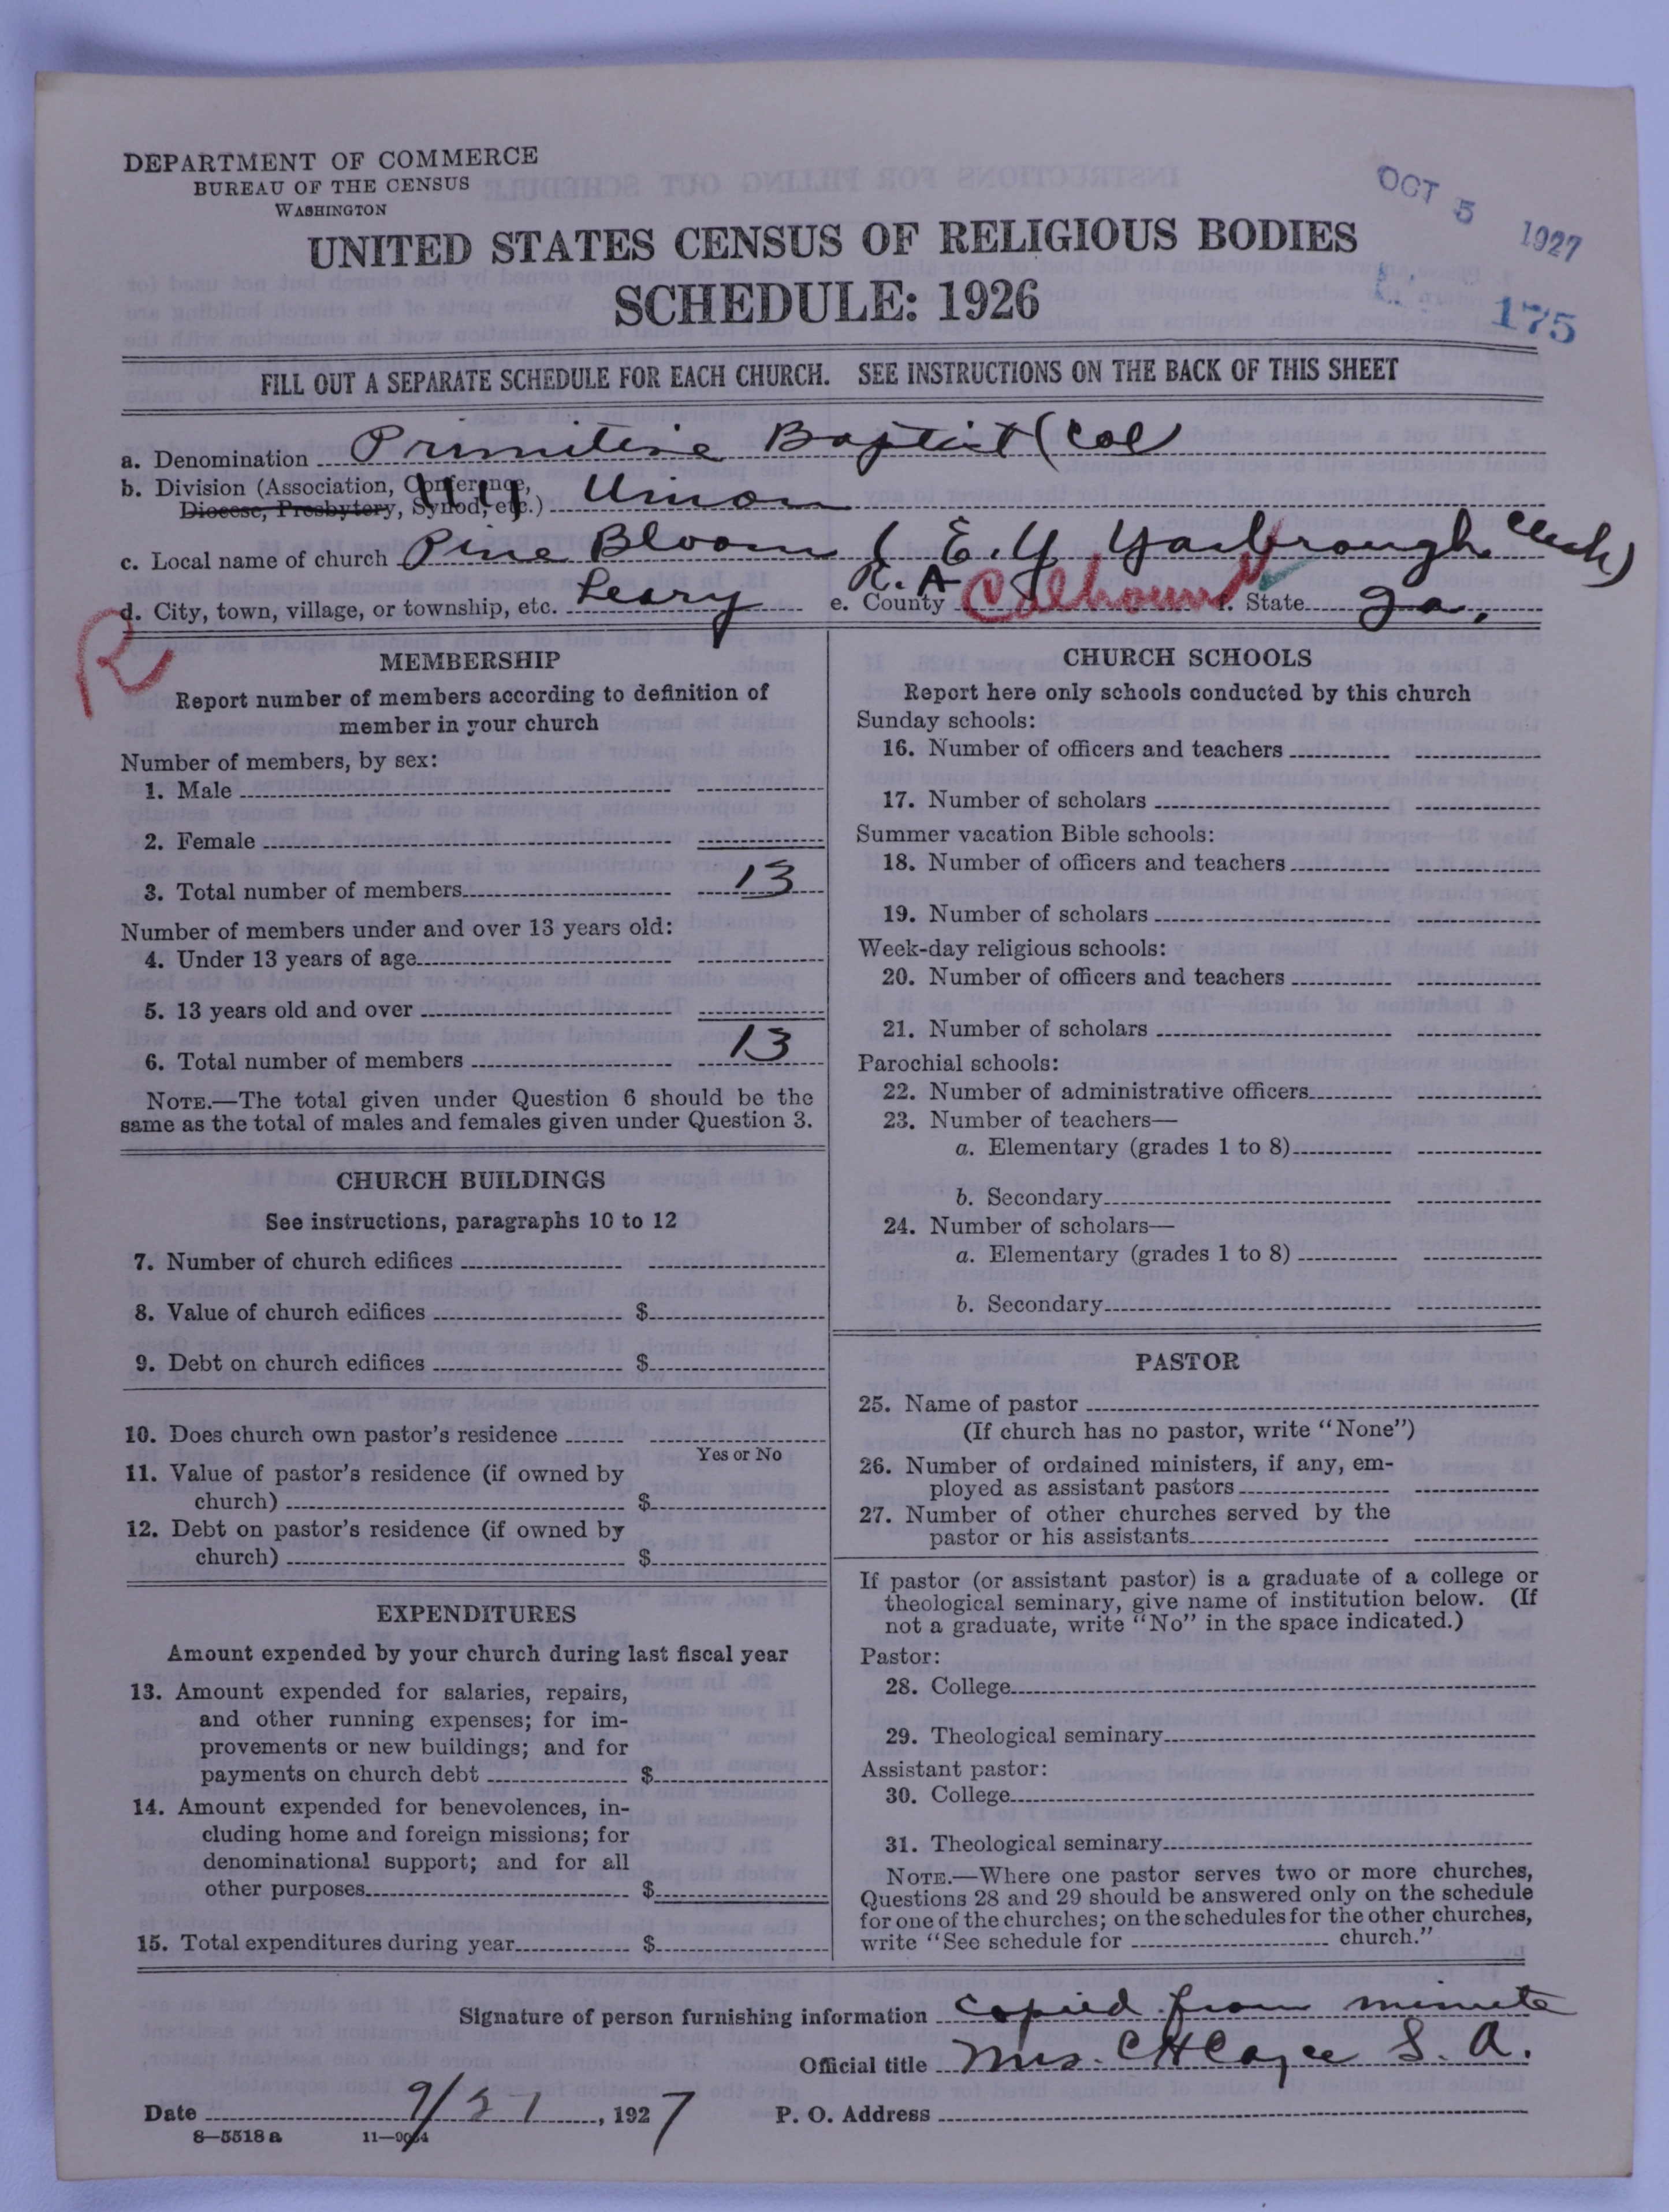 DEPARTMENT OF COMMERCE
BUREAU OF THE CENSUS
WASHINGTON
OCT 5 1927
175
UNITED STATES CENSUS OF RELIGIOUS BODIES
SCHEDULE: 1926
FILL OUT A SEPARATE SCHEDULE FOR EACH CHURCH. SEE INSTRUCTIONS ON THE BACK OF THIS SHEET
a. Denomination Primitive Baptist (Col
b. Division (Association, Conference,
Diocese, Presbytery, Synod, etc.) Union
c. Local name of church Pine Bloom ( E. Y Yarbrough Clerk)
R. A
d. City, town, village, or township, etc. Leary e. County Calhoun f. State Ga.
R
MEMBERSHIP
Report number of members according to definition of
member in your church
Number of members, by sex:
1. Male
2. Female
3. Total number of members 13
Number of members under and over 13 years old:
4. Under 13 years of age
5. 13 years old and over
6. Total number of members 13
NOTE.—The total given under Question 6 should be the
same as the total of males and females given under Question 3.
CHURCH BUILDINGS
See instructions, paragraphs 10 to 12
7. Number of church edifices
8. Value of church edifices $
9. Debt on church edifices $
10. Does church own pastor's residence
Yes or No
11. Value of pastor's residence (if owned by
church) $
12. Debt on pastor's residence (if owned by
church) $
EXPENDITURES
Amount expended by your church during last fiscal year
13. Amount expended for salaries, repairs,
and other running expenses; for im-
provements or new buildings; and for
payments on church debt $
14. Amount expended for benevolences, in-
cluding home and foreign missions; for
denominational support; and for all
other purposes $
15. Total expenditures during year $
CHURCH SCHOOLS
Report here only schools conducted by this church
Sunday schools:
16. Number of officers and teachers
17. Number of scholars
Summer vacation Bible schools:
18. Number of officers and teachers
19. Number of scholars
Week-day religious schools:
20. Number of officers and teachers
21. Number of scholars
Parochial schools:
22. Number of administrative officers
23. Number of teachers—
a. Elementary (grades 1 to 8)
b. Secondary
24. Number of scholars—
a. Elementary (grades 1 to 8)
b. Secondary
PASTOR
25. Name of pastor
(If church has no pastor, write "None")
26. Number of ordained ministers, if any, em-
ployed as assistant pastors
27. Number of other churches served by the
pastor or his assistants
If pastor (or assistant pastor) is a graduate of a college or
theological seminary, give name of institution below. (If
not a graduate, write "No" in the space indicated.)
Pastor:
28. College
29. Theological seminary
Assistant pastor:
30. College
31. Theological seminary
NOTE.—Where one pastor serves two or more churches,
Questions 28 and 29 should be answered only on the schedule
for one of the churches; on the schedules for the other churches,
write "See schedule for church."
Signature of person furnishing information copied from minute
Official title Mrs. C H Cayce S. A.
Date 9/21, 1927 P. O. Address
8—5518 a 11—9034